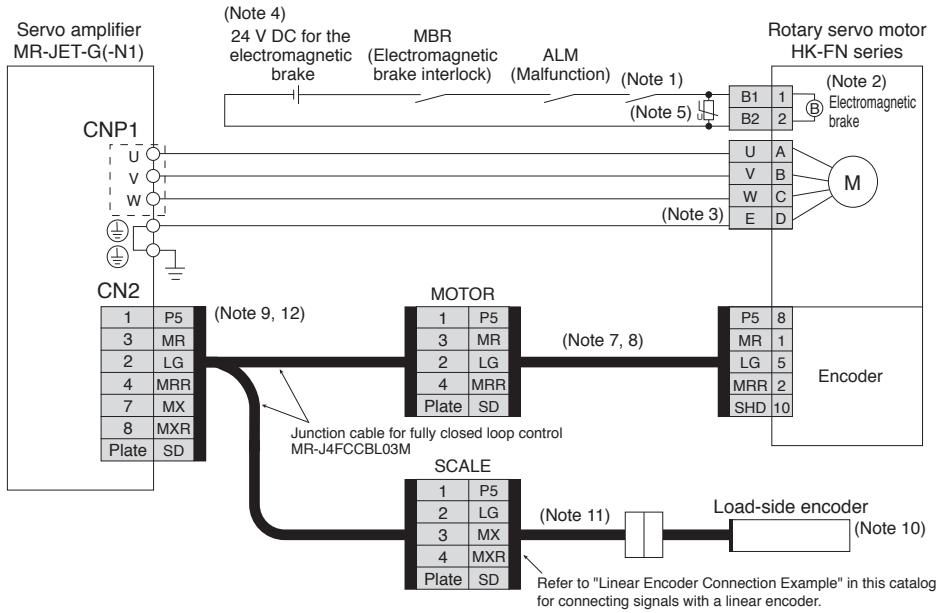 Servo amplifier
MR-JET-G(-N1)
(Note 4)
24 V DC for the
electromagnetic
brake
MBR
(Electromagnetic
brake interlock)
ALM
(Malfunction)
(Note 1)
(Note 5)
U
Rotary servo motor
HK-FN series
B1 1
B2 2
(Note 2)
B
Electromagnetic
brake
CNP1
U
V
W
U A
V B
W C
E D
(Note 3)
M
CN2
1 P5
3 MR
2 LG
4 MRR
7 MX
8 MXR
Plate SD
(Note 9, 12)
MOTOR
1 P5
3 MR
2 LG
4 MRR
Plate SD
(Note 7, 8)
P5 8
MR 1
LG 5
MRR 2
SHD 10
Encoder
Junction cable for fully closed loop control
MR-J4FCCBL03M
SCALE
1 P5
2 LG
3 MX
4 MXR
Plate SD
(Note 11)
Load-side encoder
(Note 10)
Refer to "Linear Encoder Connection Example" in this catalog
for connecting signals with a linear encoder.